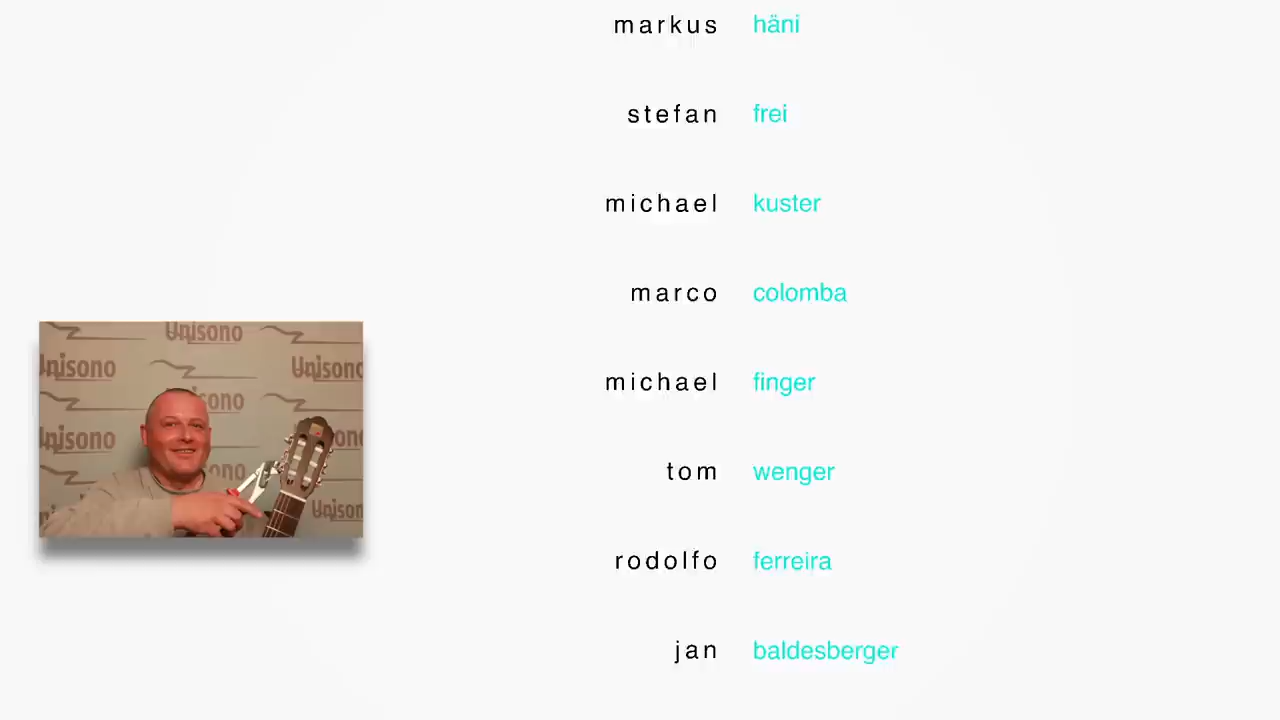 markus häni
stefan frei
michael kuster
marco colomba
michael finger
tom wenger
rodolfo ferreira
jan baldesberger
Unisono
Unisono
Unisono
Unisono
Unisono